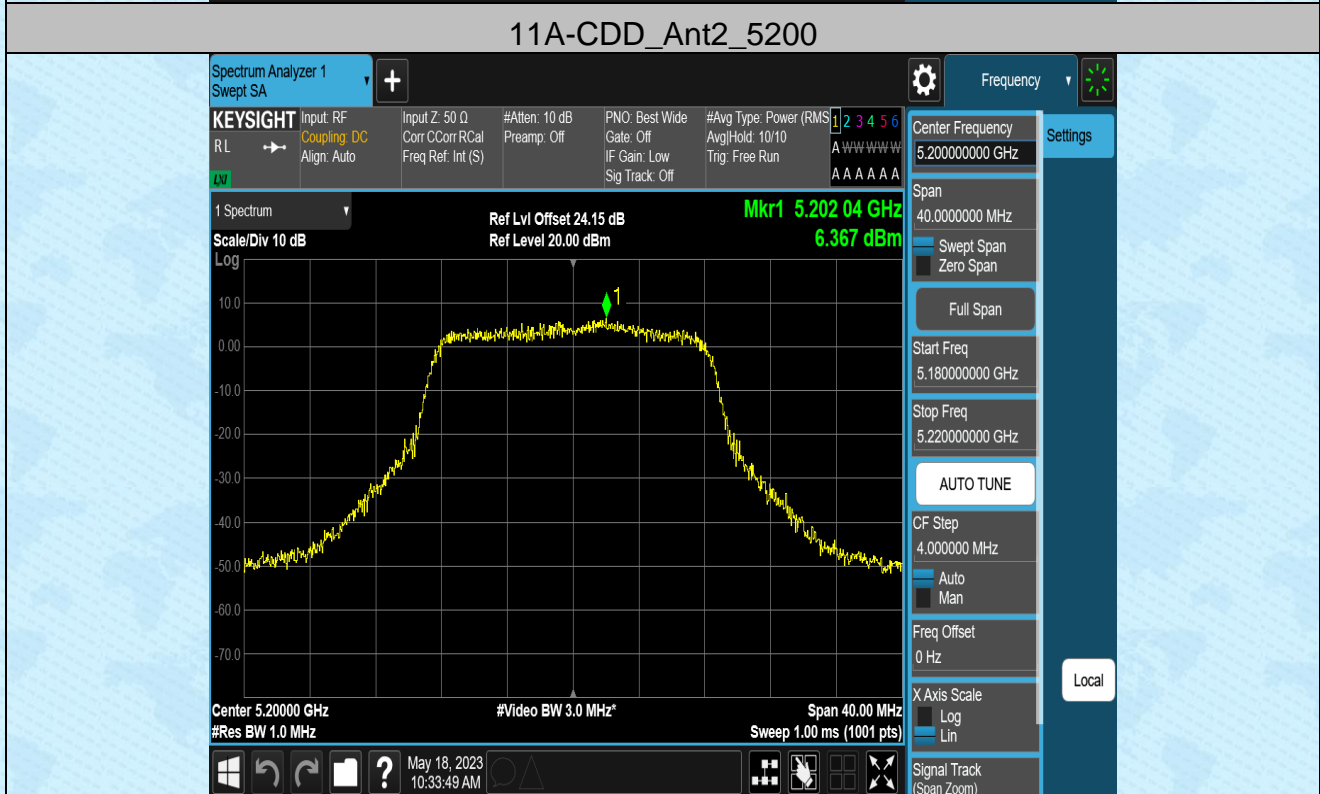 11A-CDD_Ant2_5200
Spectrum Analyzer 1
Swept SA
Frequency
KEYSIGHT
RL
LXI
Input: RF
Coupling: DC
Align: Auto
Input Z: 50 Ω
Corr CCorr RCal
Freq Ref: Int (S)
#Atten: 10 dB
Preamp: Off
PNO: Best Wide
Gate: Off
IF Gain: Low
Sig Track: Off
#Avg Type: Power (RMS
Avg|Hold: 10/10
Trig: Free Run
1 2 3 4 5 6
A W W W W W
A A A A A A
1 Spectrum
Scale/Div 10 dB
Ref Lvl Offset 24.15 dB
Ref Level 20.00 dBm
Mkr1 5.202 04 GHz
6.367 dBm
Log
1
10.0
0.00
-10.0
-20.0
-30.0
-40.0
-50.0
-60.0
-70.0
Center 5.20000 GHz
#Res BW 1.0 MHz
#Video BW 3.0 MHz*
Span 40.00 MHz
Sweep 1.00 ms (1001 pts)
Center Frequency
5.200000000 GHz
Settings
Span
40.0000000 MHz
Swept Span
Zero Span
Full Span
Start Freq
5.180000000 GHz
Stop Freq
5.220000000 GHz
AUTO TUNE
CF Step
4.000000 MHz
Auto
Man
Freq Offset
0 Hz
X Axis Scale
Log
Lin
Local
Signal Track
(Span Zoom)
?
May 18, 2023
10:33:49 AM